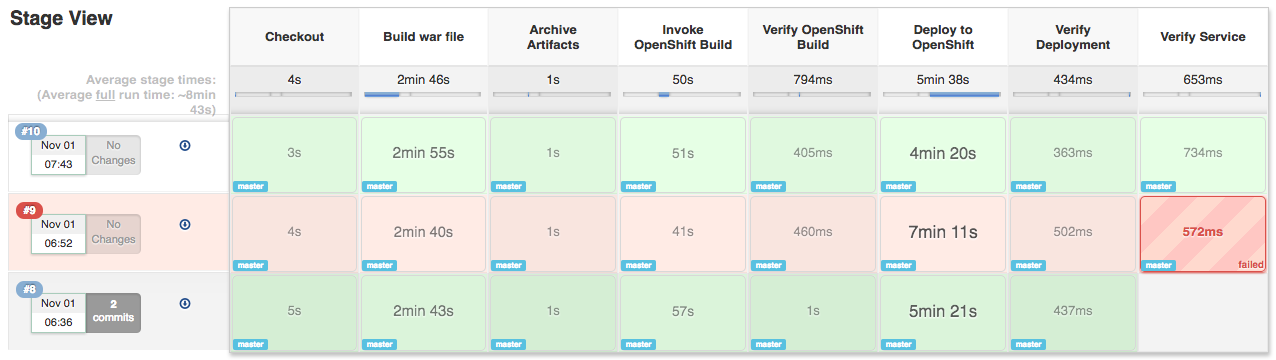 Stage View
Checkout
Build war file
Archive
Artifacts
Invoke
OpenShift Build
Verify OpenShift
Build
Deploy to
OpenShift
Verify
Deployment
Verify Service
Average stage times:
(Average full run time: ~8min
43s)
4s
2min 46s
1s
50s
794ms
5min 38s
434ms
653ms
#10
Nov 01
07:43
No
Changes
3s
master
2min 55s
master
1s
master
51s
master
405ms
master
4min 20s
master
363ms
master
734ms
master
#9
Nov 01
06:52
No
Changes
4s
master
2min 40s
master
1s
master
41s
master
460ms
master
7min 11s
master
502ms
master
572ms
master
failed
#8
Nov 01
06:36
2
commits
5s
master
2min 43s
master
1s
master
57s
master
1s
master
5min 21s
master
437ms
master